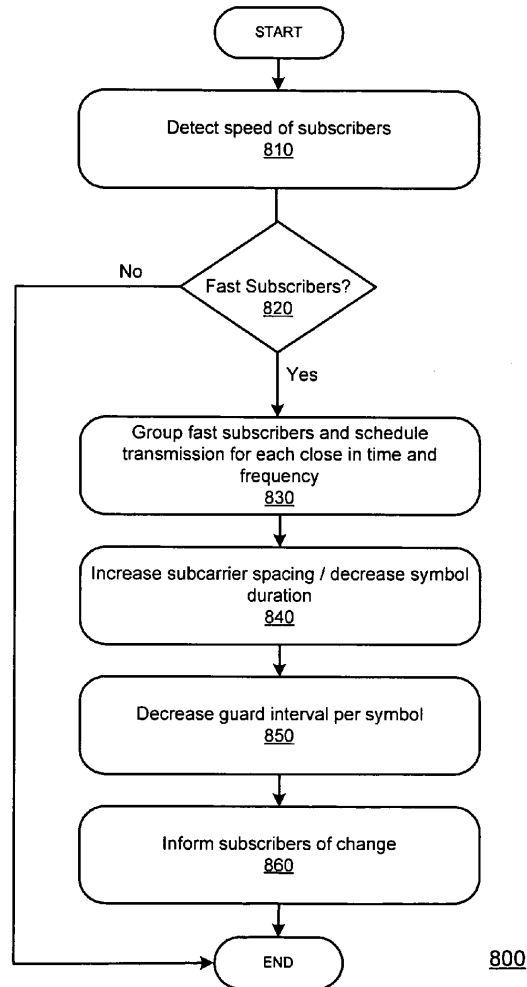 START
Detect speed of subscribers
810
No
Fast Subscribers?
820
Yes
Group fast subscribers and schedule
transmission for each close in time and
frequency
830
Increase subcarrier spacing / decrease symbol
duration
840
Decrease guard interval per symbol
850
Inform subscribers of change
860
END
800